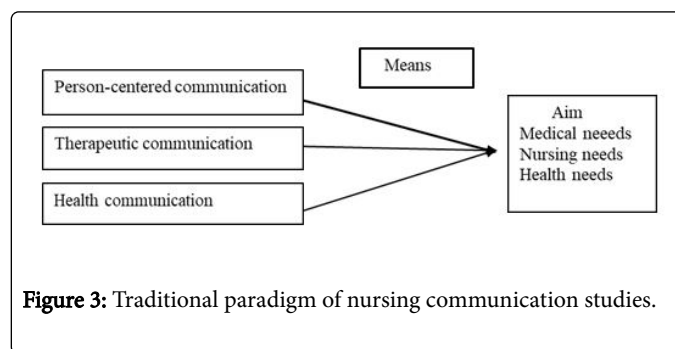 Means
Person-centered communication
Therapeutic communication
Health communication
Aim
Medical neeeds
Nursing needs
Health needs
Figure 3: Traditional paradigm of nursing communication studies.